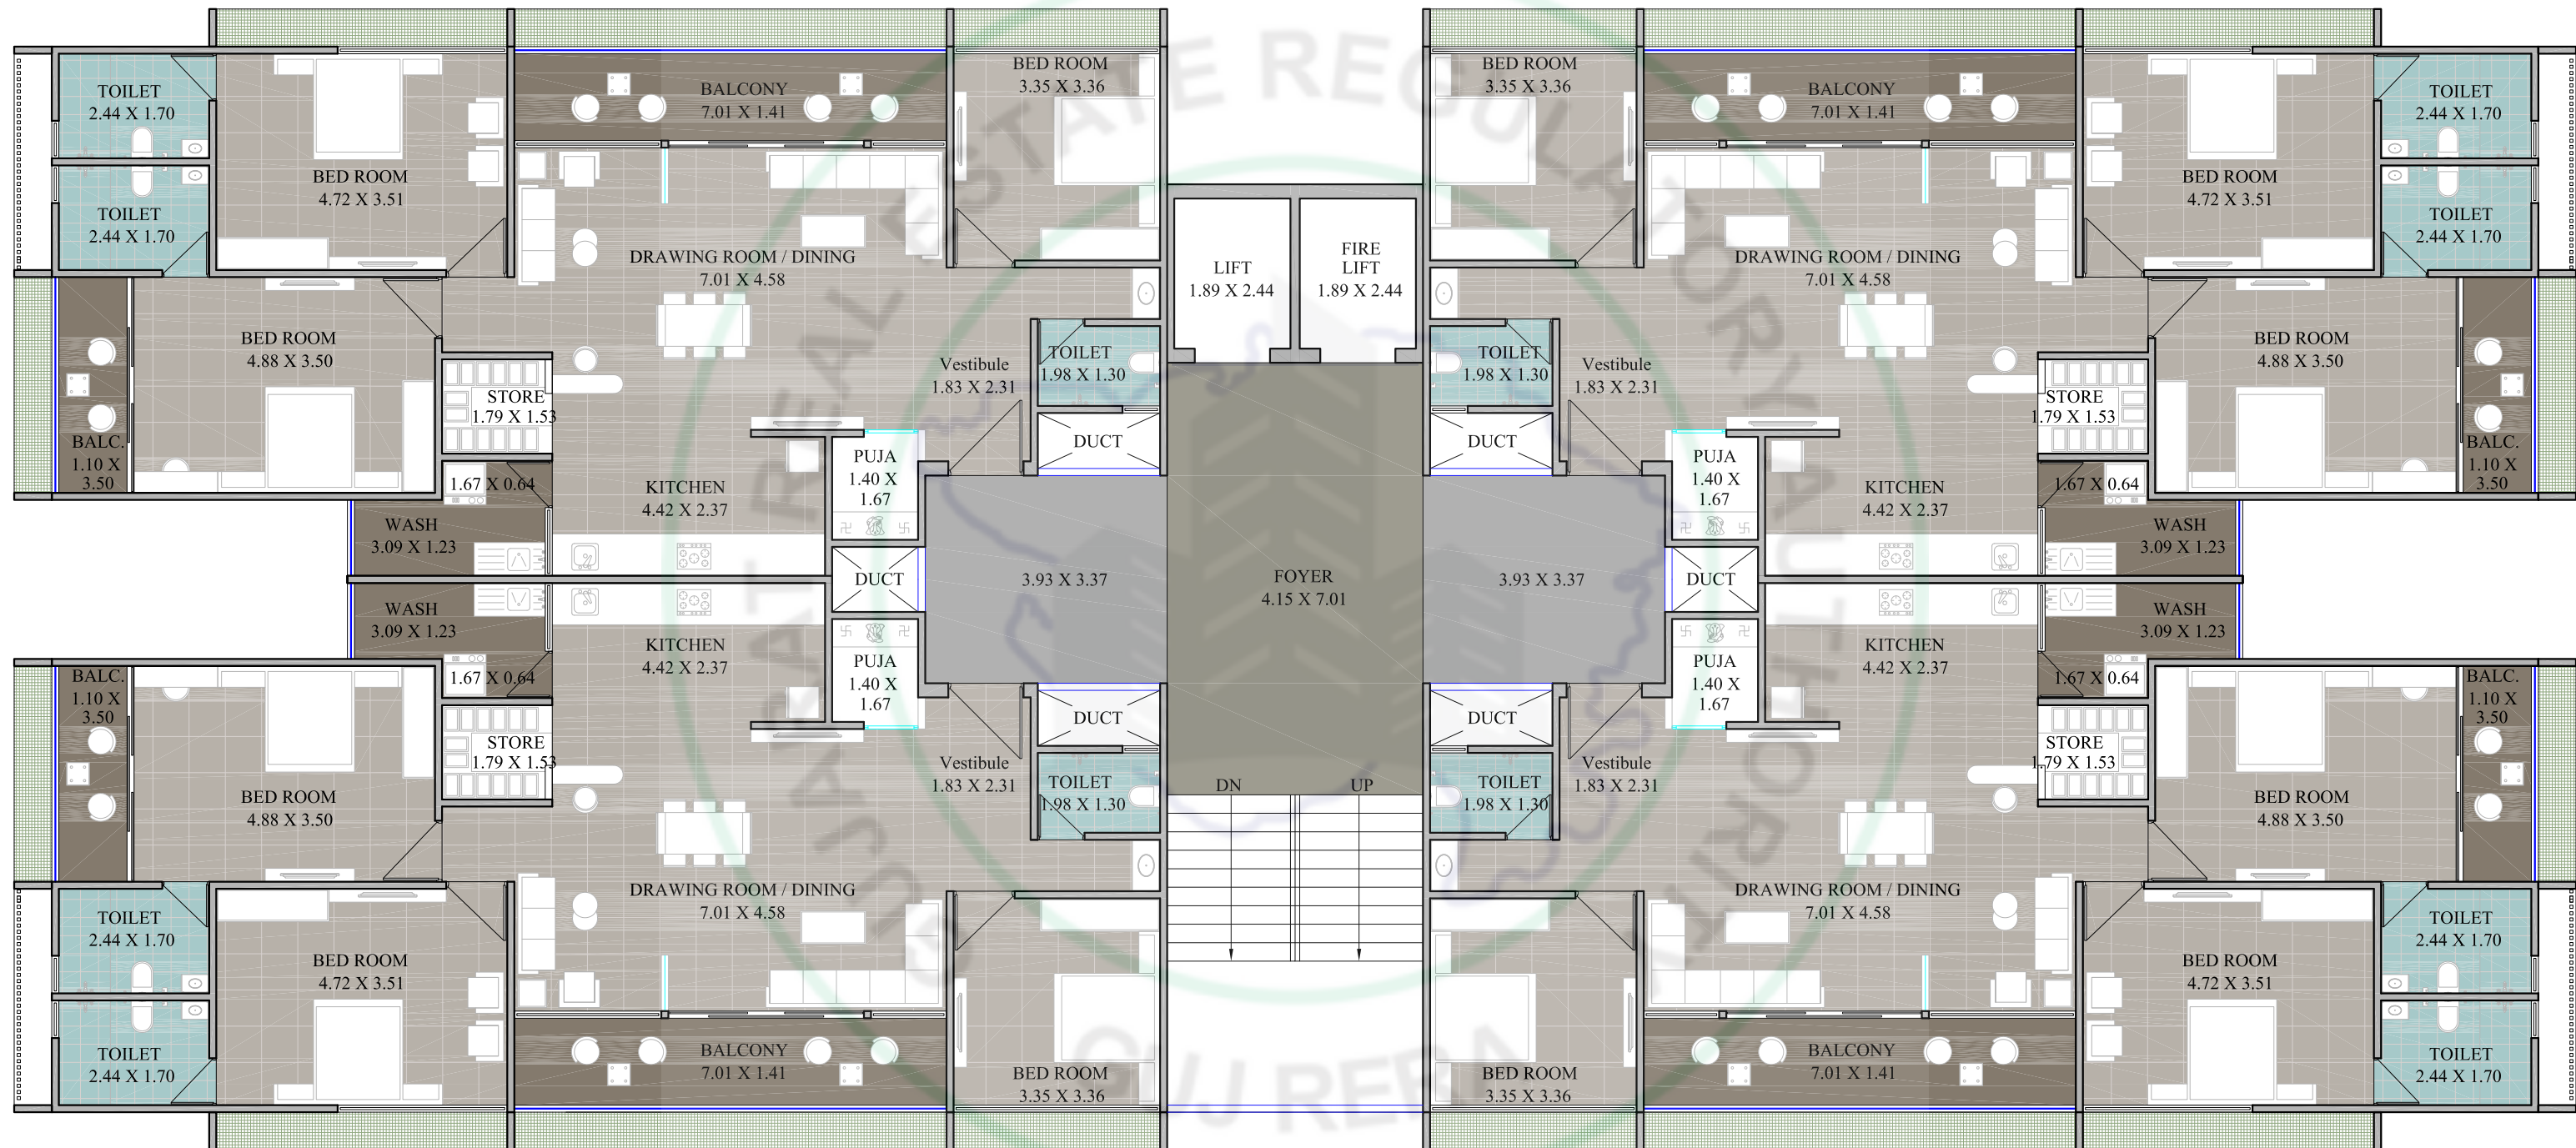 BED ROOM
3.35 X 3.36
BED ROOM
3.35 X 3.36
TOILET
2.44 X 1.70
BALCONY
7.01 X 1.41
BALCONY
7.01 X 1.41
TOILET
2.44 X 1.70
BED ROOM
4.72 X 3.51
BED ROOM
4.72 X 3.51
TOILET
2.44 X 1.70
TOILET
2.44 X 1.70
DRAWING ROOM / DINING
7.01 X 4.58
LIFT
1.89 X 2.44
FIRE
LIFT
1.89 X 2.44
DRAWING ROOM / DINING
7.01 X 4.58
BED ROOM
4.88 X 3.50
Vestibule
1.83 X 2.31
TOILET
1.98 X 1.30
TOILET
1.98 X 1.30
Vestibule
1.83 X 2.31
BED ROOM
4.88 X 3.50
STORE
1.79 X 1.53
STORE
1.79 X 1.53
BALC.
1.10 X
3.50
DUCT
DUCT
BALC.
1.10 X
3.50
PUJA
1.40 X
1.67
PUJA
1.40 X
1.67
1.67 X 0.64
KITCHEN
4.42 X 2.37
KITCHEN
4.42 X 2.37
1.67 X 0.64
WASH
3.09 X 1.23
WASH
3.09 X 1.23
DUCT
3.93 X 3.37
FOYER
4.15 X 7.01
3.93 X 3.37
DUCT
WASH
3.09 X 1.23
WASH
3.09 X 1.23
KITCHEN
4.42 X 2.37
KITCHEN
4.42 X 2.37
PUJA
1.40 X
1.67
PUJA
1.40 X
1.67
1.67 X 0.64
1.67 X 0.64
BALC.
1.10 X
3.50
BALC.
1.10 X
3.50
DUCT
DUCT
STORE
1.79 X 1.53
STORE
1.79 X 1.53
Vestibule
1.83 X 2.31
TOILET
1.98 X 1.30
DN
UP
TOILET
1.98 X 1.30
Vestibule
1.83 X 2.31
BED ROOM
4.88 X 3.50
BED ROOM
4.88 X 3.50
DRAWING ROOM / DINING
7.01 X 4.58
DRAWING ROOM / DINING
7.01 X 4.58
TOILET
2.44 X 1.70
TOILET
2.44 X 1.70
BED ROOM
4.72 X 3.51
BED ROOM
4.72 X 3.51
TOILET
2.44 X 1.70
BALCONY
7.01 X 1.41
BALCONY
7.01 X 1.41
TOILET
2.44 X 1.70
BED ROOM
3.35 X 3.36
BED ROOM
3.35 X 3.36
GUJARAT REAL ESTATE REGULATORY AUTHORITY
GUJ RERA